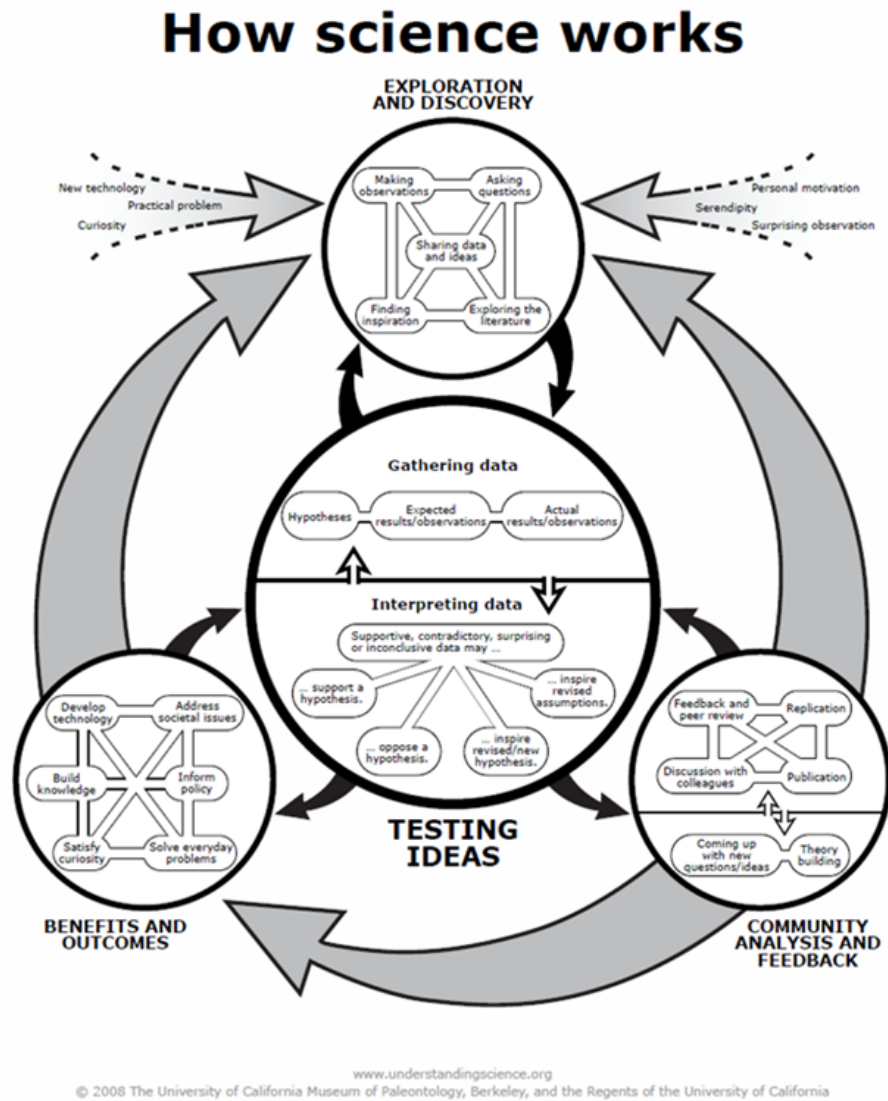 How science works
EXPLORATION
AND DISCOVERY
New technology
Practical problem
Curiosity
Personal motivation
Serendipity
Surprising observation
Making
observations
Asking
questions
Sharing data
and ideas
Finding
inspiration
Exploring the
literature
Gathering data
Hypotheses
Expected
results/observations
Actual
results/observations
Interpreting data
Supportive, contradictory, surprising
or inconclusive data may ...
... support a
hypothesis.
... oppose a
hypothesis.
... inspire
revised/new
hypothesis.
... inspire
revised
assumptions.
TESTING
IDEAS
Develop
technology
Address
societal issues
Build
knowledge
Inform
policy
Satisfy
curiosity
Solve everyday
problems
BENEFITS AND
OUTCOMES
Feedback and
peer review
Replication
Discussion with
colleagues
Publication
Coming up
with new
questions/ideas
Theory
building
COMMUNITY
ANALYSIS AND
FEEDBACK
www.understandingscience.org
© 2008 The University of California Museum of Paleontology, Berkeley, and the Regents of the University of California